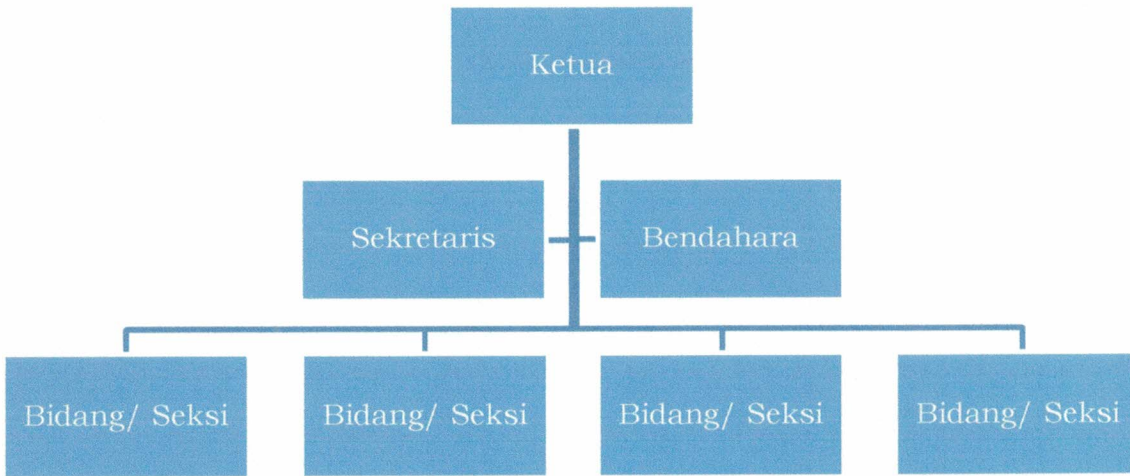 Ketua
Sekretaris
Bendahara
Bidang/ Seksi
Bidang/ Seksi
Bidang/ Seksi
Bidang/ Seksi